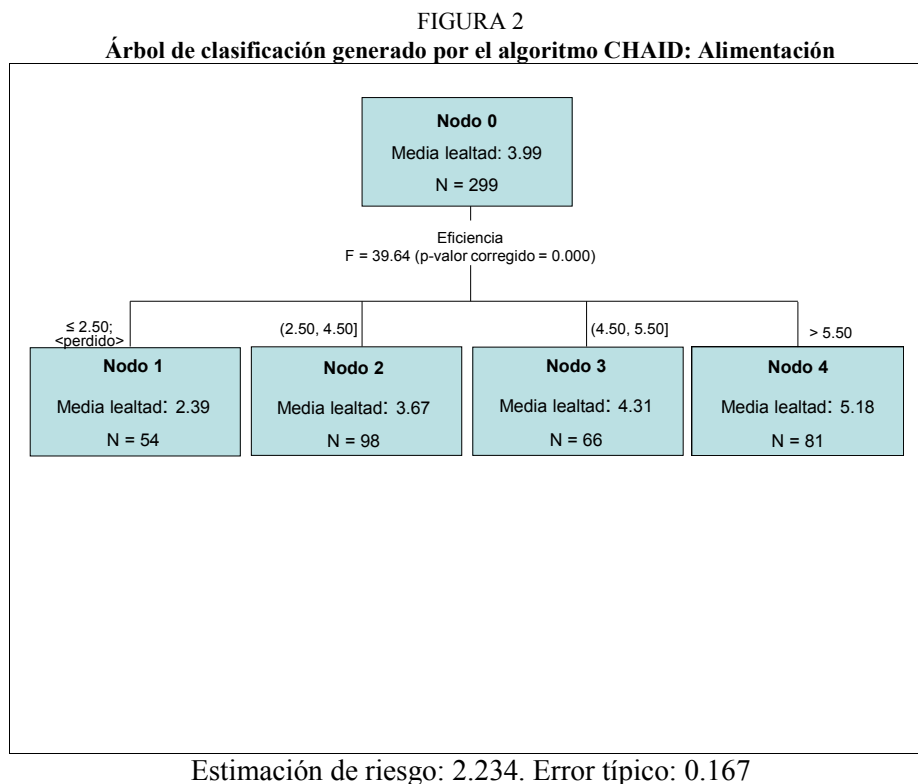 FIGURA 2
Árbol de clasificación generado por el algoritmo CHAID: Alimentación
Nodo 0
Media lealtad: 3.99
N = 299
Eficiencia
F = 39.64 (p-valor corregido = 0.000)
≤ 2.50;
<perdido>
(2.50, 4.50]
(4.50, 5.50]
> 5.50
Nodo 1
Media lealtad: 2.39
N = 54
Nodo 2
Media lealtad: 3.67
N = 98
Nodo 3
Media lealtad: 4.31
N = 66
Nodo 4
Media lealtad: 5.18
N = 81
Estimación de riesgo: 2.234. Error típico: 0.167